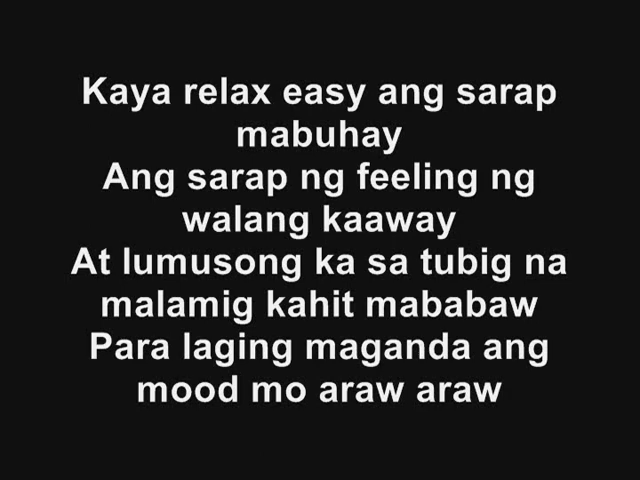 Kaya relax easy ang sarap
mabuhay
Ang sarap ng feeling ng
walang kaaway
At lumusong ka sa tubig na
malamig kahit mababaw
Para laging maganda ang
mood mo araw araw